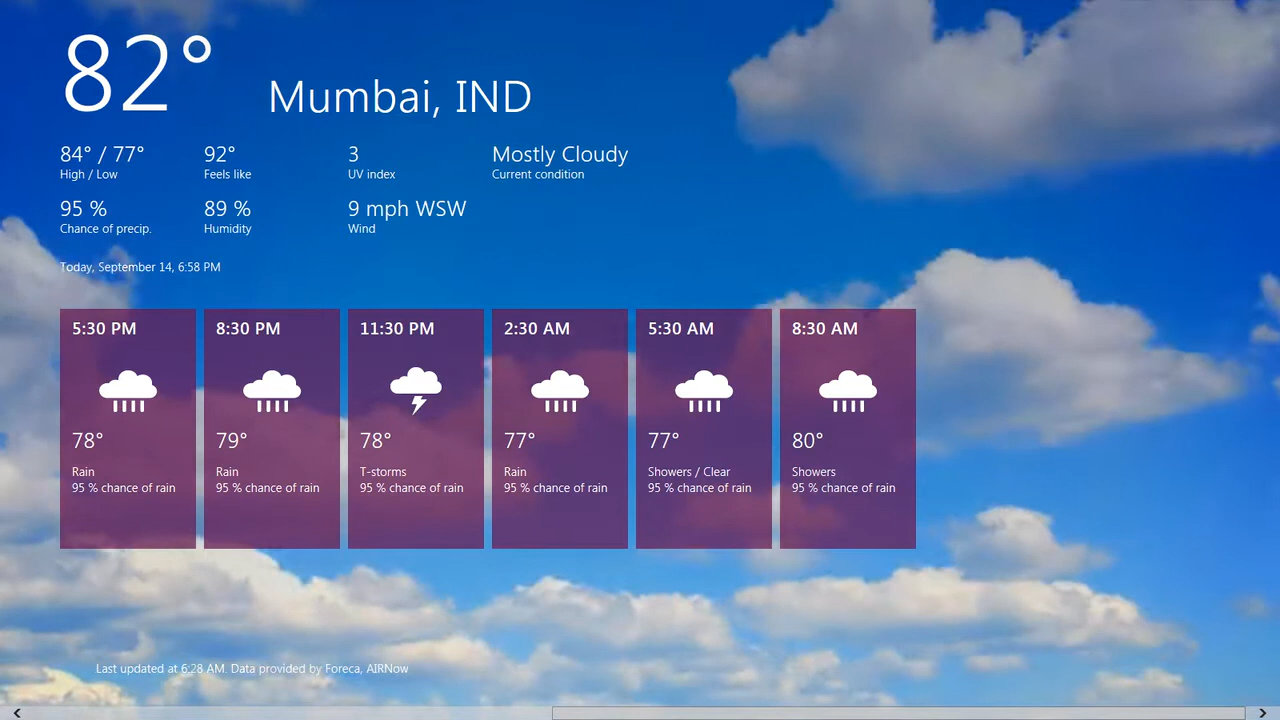 82° Mumbai, IND
84° / 77° 92° 3 Mostly Cloudy
High / Low Feels like UV index Current condition
95 % 89 % 9 mph WSW
Chance of precip. Humidity Wind
Today, September 14, 6:58 PM
5:30 PM 8:30 PM 11:30 PM 2:30 AM 5:30 AM 8:30 AM
78° 79° 78° 77° 77° 80°
Rain Rain T-storms Rain Showers / Clear Showers
95 % chance of rain 95 % chance of rain 95 % chance of rain 95 % chance of rain 95 % chance of rain 95 % chance of rain
Last updated at 6:28 AM. Data provided by Foreca, AIRNow